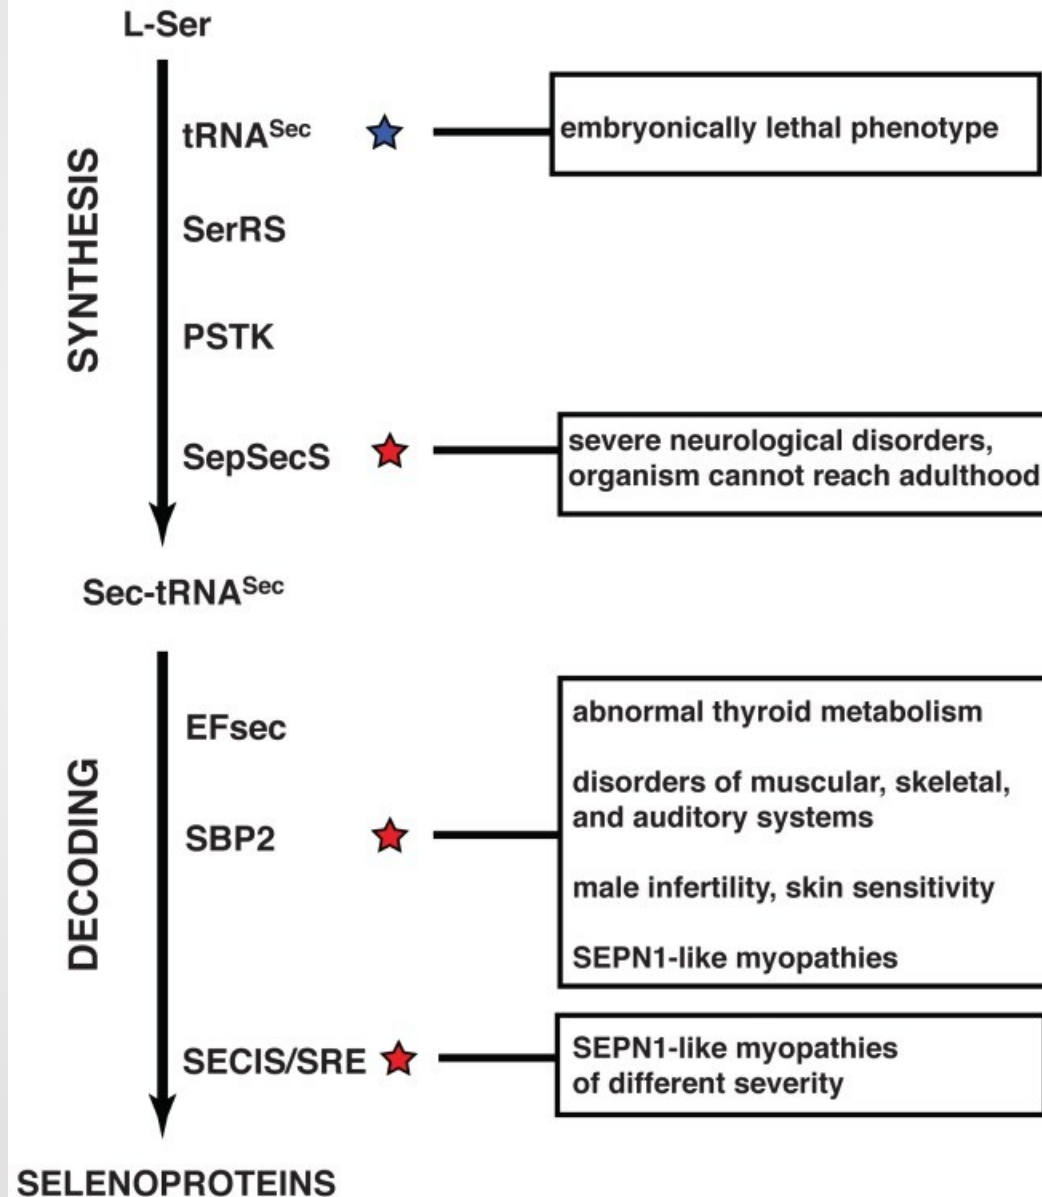 L-Ser
SYNTHESIS
tRNASec
embryonically lethal phenotype
SerRS
PSTK
SepSecS
severe neurological disorders,
organism cannot reach adulthood
Sec-tRNASec
DECODING
EFsec
SBP2
abnormal thyroid metabolism
disorders of muscular, skeletal,
and auditory systems
male infertility, skin sensitivity
SEPN1-like myopathies
SECIS/SRE
SEPN1-like myopathies
of different severity
SELENOPROTEINS